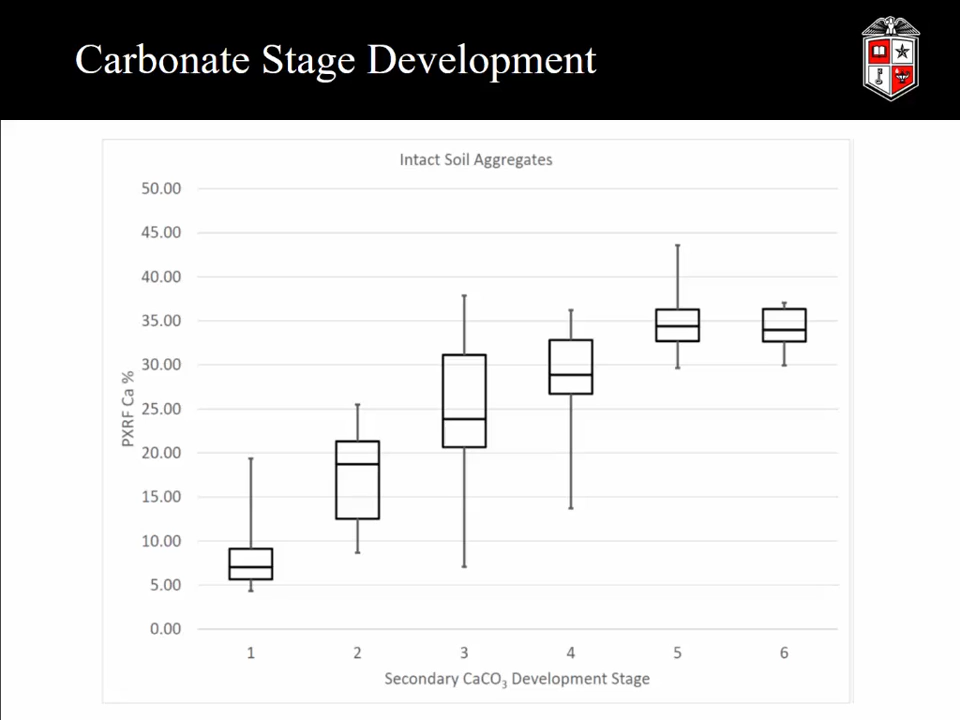 Carbonate Stage Development
Intact Soil Aggregates
50.00
45.00
40.00
35.00
30.00
25.00
20.00
15.00
10.00
5.00
0.00
PXRF Ca %
1 2 3 4 5 6
Secondary CaCO₃ Development Stage